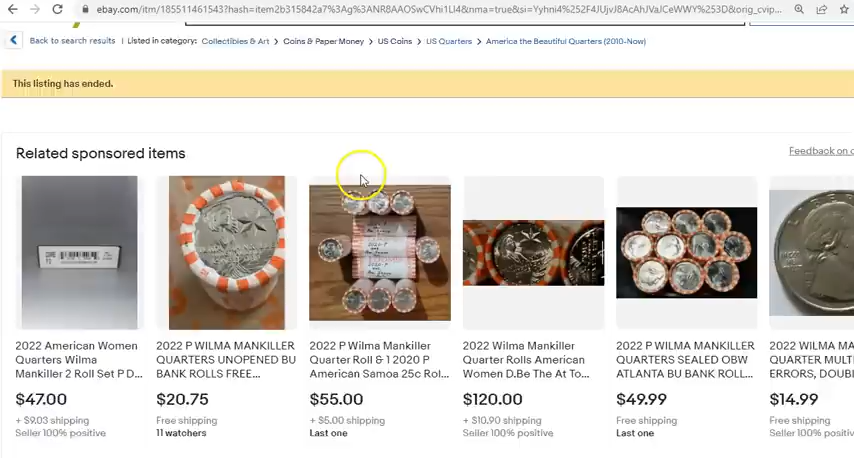 ebay.com/itm/185511461543?hash=item2b315842a7%3Ag%3ANR8AAOSwCVhi1Ll4&nma=true&si=Yyhni4%252F4JUjvJ8AcAhJVaJCeWWY%253D&orig_cvip...
Back to search results | Listed in category: Collectibles & Art > Coins & Paper Money > US Coins > US Quarters > America the Beautiful Quarters (2010-Now)
This listing has ended.
Related sponsored items
Feedback on
2022 American Women
Quarters Wilma
Mankiller 2 Roll Set P D...
$47.00
+ $9.03 shipping
Seller 100% positive
2022 P WILMA MANKILLER
QUARTERS UNOPENED BU
BANK ROLLS FREE...
$20.75
Free shipping
11 watchers
2022 P Wilma Mankiller
Quarter Roll & 1 2020 P
American Samoa 25c Rol...
$55.00
+ $5.00 shipping
Last one
2022 Wilma Mankiller
Quarter Rolls American
Women D.Be The At To...
$120.00
+ $10.90 shipping
Seller 100% positive
2022 P WILMA MANKILLER
QUARTERS SEALED OBW
ATLANTA BU BANK ROLL...
$49.99
Free shipping
Last one
2022 WILMA MA
QUARTER MULT
ERRORS, DOUBL
$14.99
Free shipping
Seller 100% positive